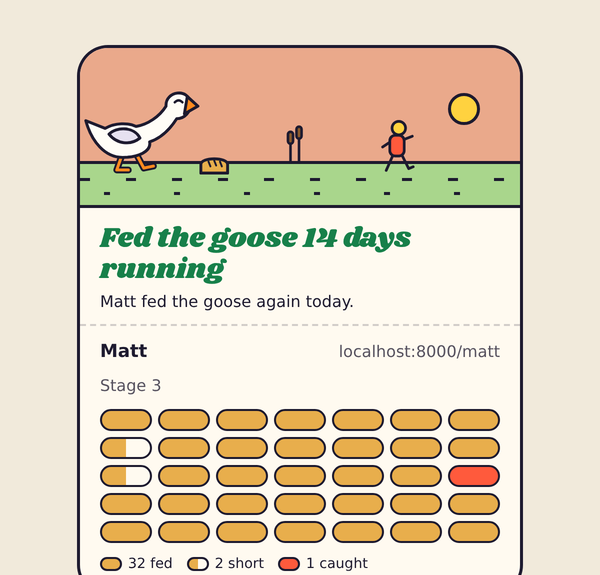 Fed the goose 14 days
running
Matt fed the goose again today.
Matt
localhost:8000/matt
Stage 3
32 fed 2 short 1 caught